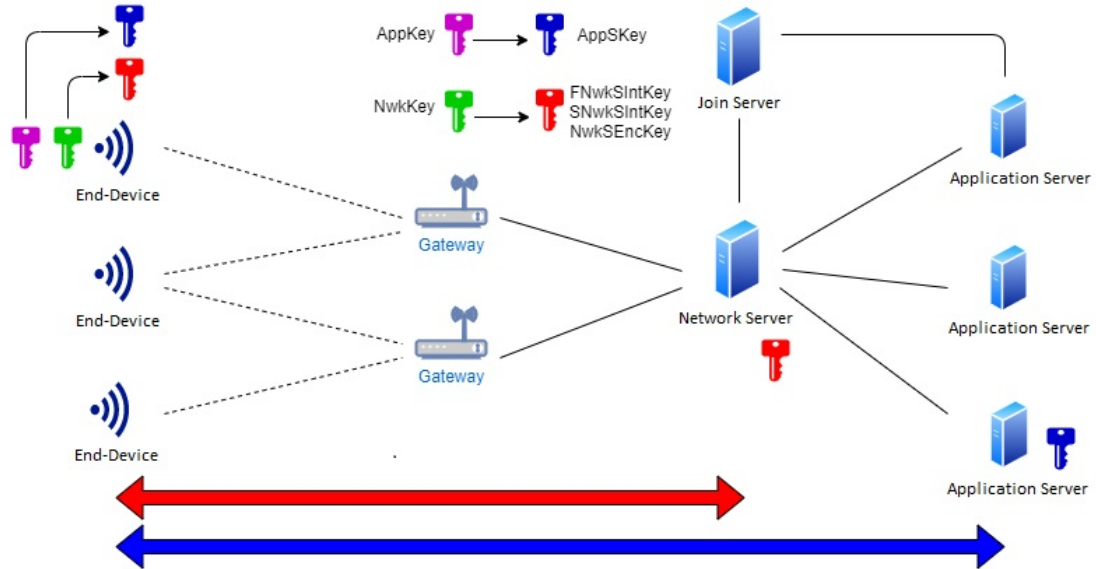 AppKey
AppSKey
NwkKey
FNwkSIntKey
SNwkSIntKey
NwkSEncKey
Join Server
End-Device
Gateway
Application Server
End-Device
Network Server
Application Server
Gateway
End-Device
Application Server